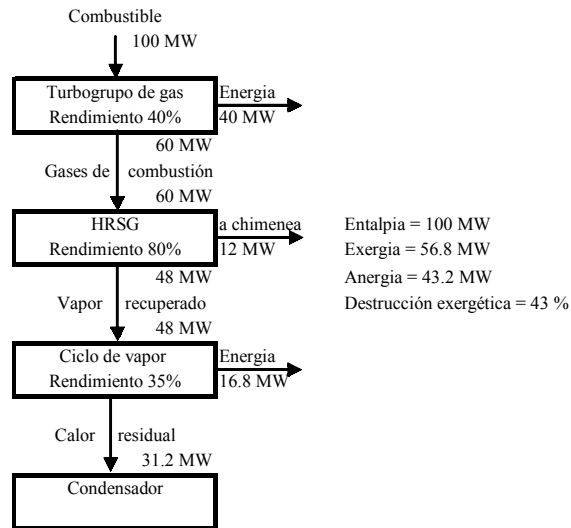 Combustible
100 MW
Turbogrupo de gas
Rendimiento 40%
Energia
40 MW
60 MW
Gases de combustión
60 MW
HRSG
Rendimiento 80%
a chimenea
12 MW
Entalpia = 100 MW
Exergia = 56.8 MW
Anergia = 43.2 MW
Destrucción exergética = 43 %
48 MW
Vapor recuperado
48 MW
Ciclo de vapor
Rendimiento 35%
Energia
16.8 MW
Calor residual
31.2 MW
Condensador